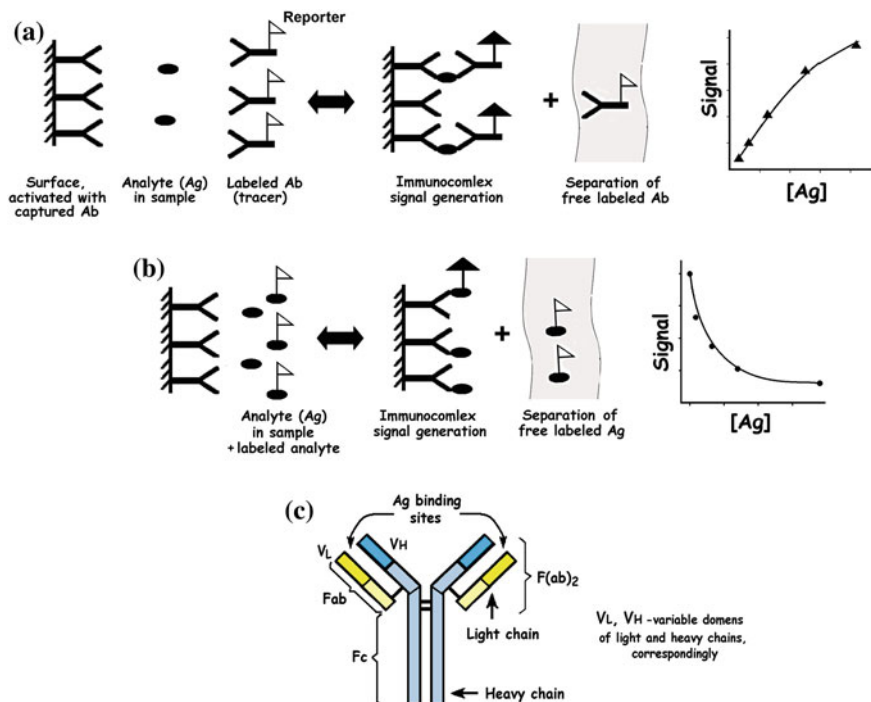 (a)
Reporter
Surface,
activated with
captured Ab
Analyte (Ag)
in sample
Labeled Ab
(tracer)
Immunocomlex
signal generation
+
Separation of
free labeled Ab
Signal
[Ag]
(b)
Analyte (Ag)
in sample
+labeled analyte
Immunocomlex
signal generation
+
Separation of
free labeled Ag
Signal
[Ag]
(c)
Ag binding
sites
VL
VH
Fab
F(ab)2
Light chain
Fc
Heavy chain
VL, VH -variable domens
of light and heavy chains,
correspondingly